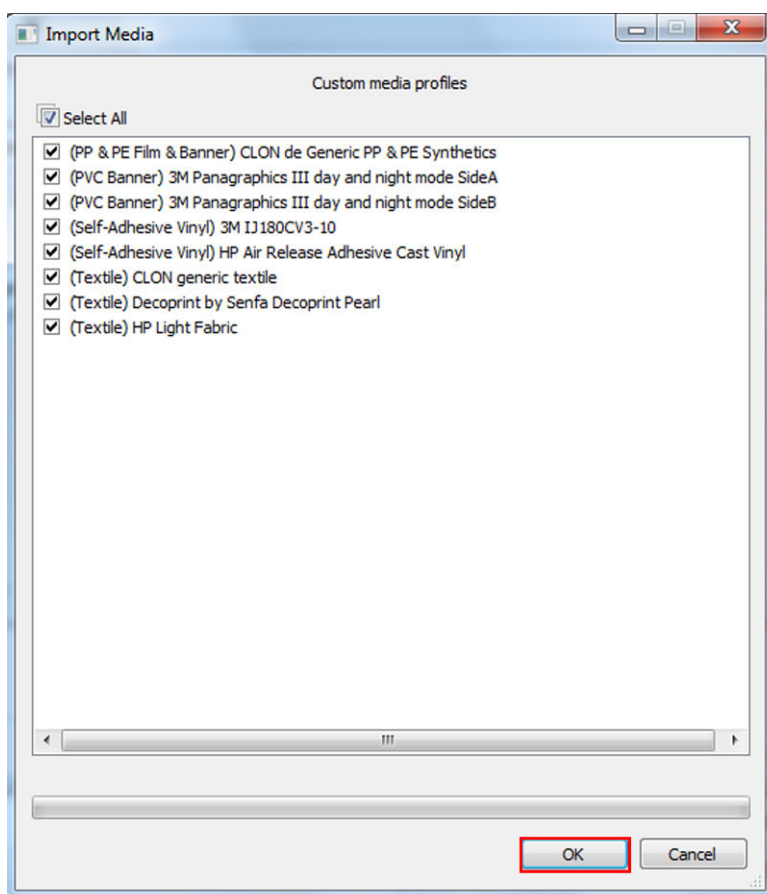 Import Media
Custom media profiles
Select All
(PP & PE Film & Banner) CLON de Generic PP & PE Synthetics
(PVC Banner) 3M Panagraphics III day and night mode SideA
(PVC Banner) 3M Panagraphics III day and night mode SideB
(Self-Adhesive Vinyl) 3M IJ180CV3-10
(Self-Adhesive Vinyl) HP Air Release Adhesive Cast Vinyl
(Textile) CLON generic textile
(Textile) Decoprint by Senfa Decoprint Pearl
(Textile) HP Light Fabric
OK Cancel